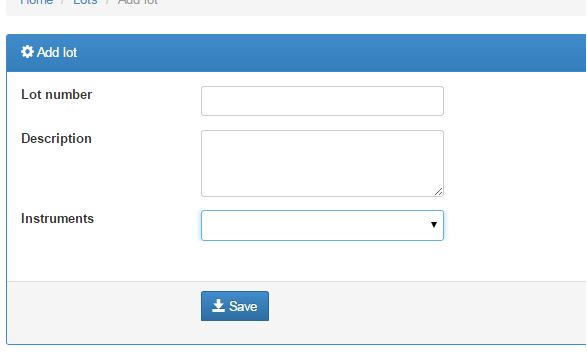 Home / Lots / Add lot
Add lot
Lot number
Description
Instruments
Save